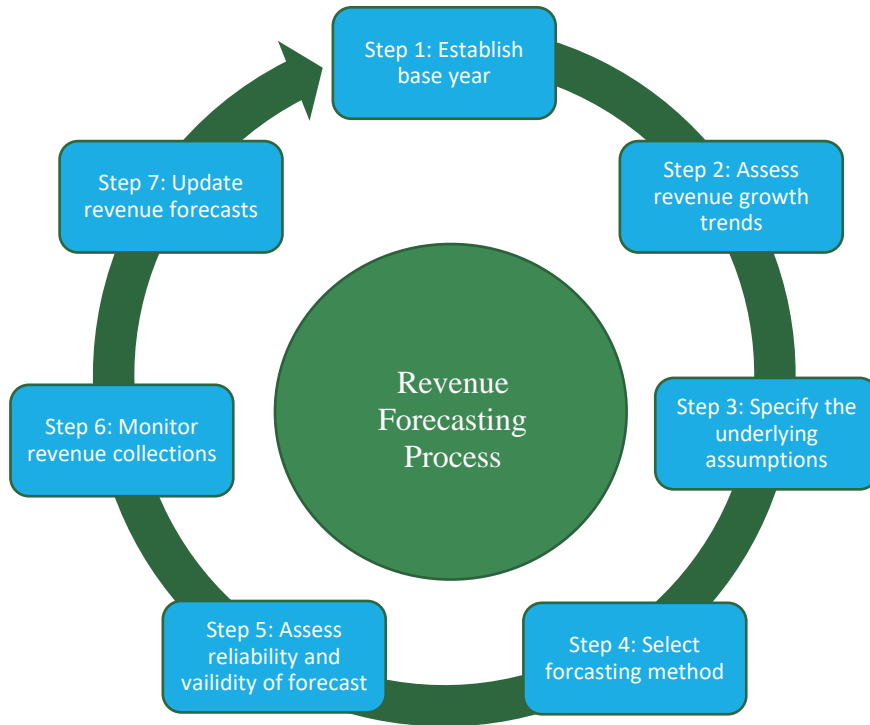 Step 1: Establish
base year
Step 2: Assess
revenue growth
trends
Step 3: Specify the
underlying
assumptions
Step 4: Select
forcasting method
Step 5: Assess
reliability and
vailidity of forecast
Step 6: Monitor
revenue collections
Step 7: Update
revenue forecasts
Revenue
Forecasting
Process